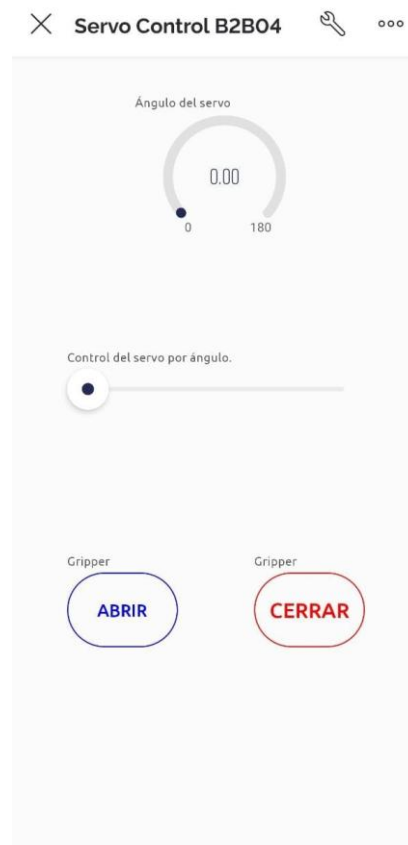 Servo Control B2B04
Ángulo del servo
0.00
0 180
Control del servo por ángulo.
Gripper Gripper
ABRIR CERRAR